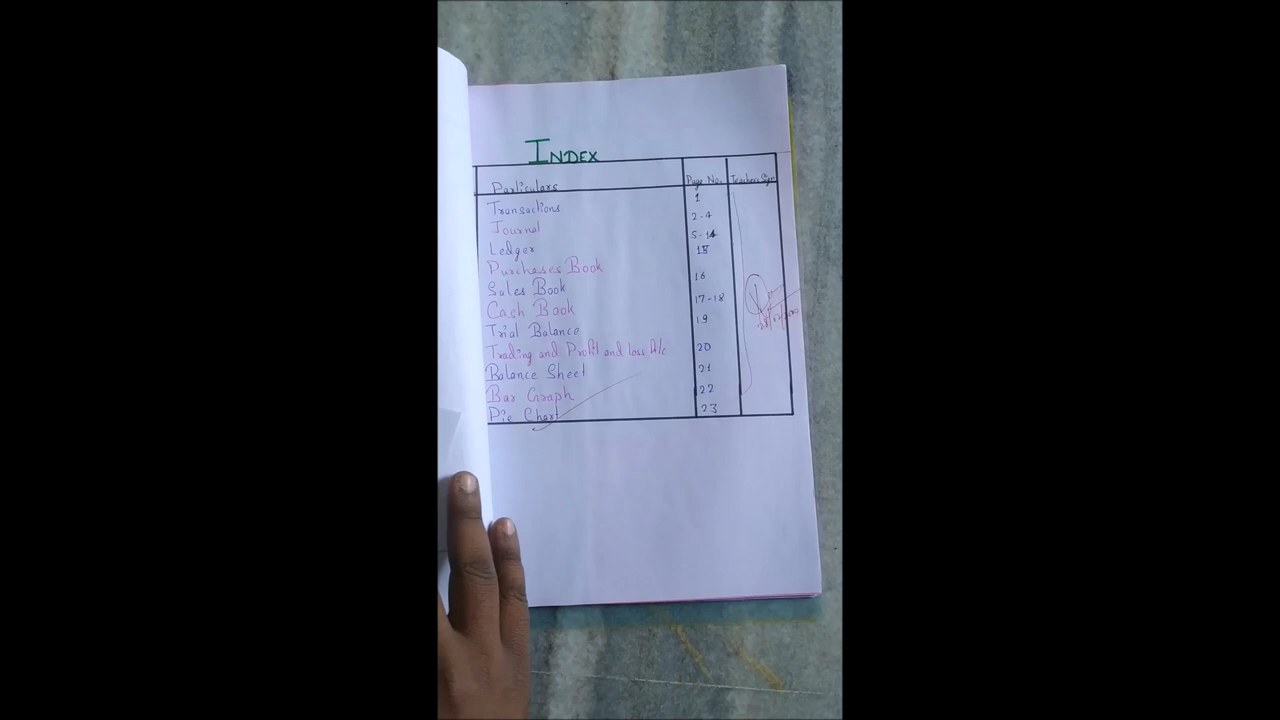 INDEX
Particulars Page No. Teachers Sign
Transactions 1
Journal 2-4
Ledger 5-14
Purchases Book 15
Sales Book 16
Cash Book 17-18
Trial Balance 19
Trading and Profit and loss A/c 20
Balance Sheet 21
Bar Graph 22
Pie Chart 23